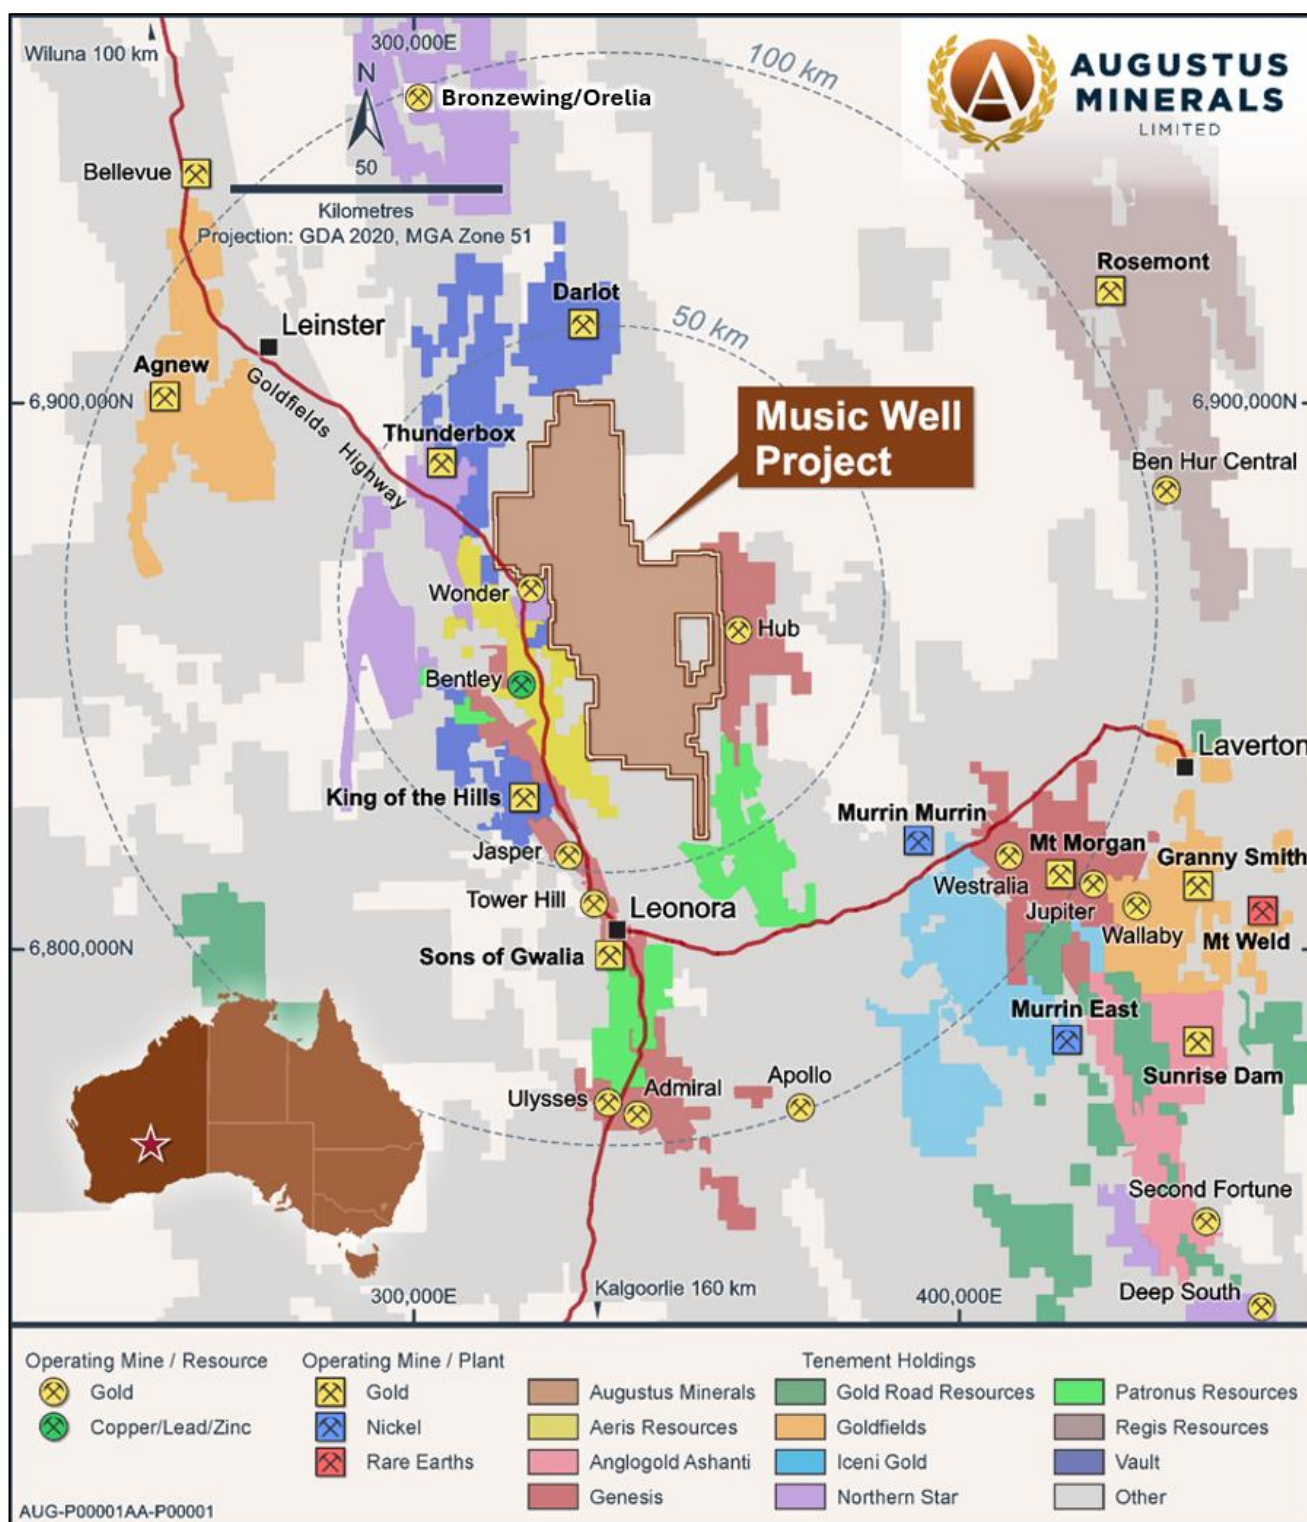 Wiluna 100 km
300,000E
100 km
AUGUSTUS
MINERALS
LIMITED
N
Bronzewing/Orelia
Bellevue
50
Kilometres
Projection: GDA 2020, MGA Zone 51
Rosemont
Darlot
50 km
Leinster
Agnew
Goldfields Highway
6,900,000N
6,900,000N
Music Well
Project
Thunderbox
Ben Hur Central
Wonder
Hub
Bentley
Laverton
King of the Hills
Murrin Murrin
Jasper
Mt Morgan
Granny Smith
Westralia
Tower Hill
Leonora
Jupiter
Wallaby
Mt Weld
6,800,000N
Sons of Gwalia
Murrin East
Sunrise Dam
Ulysses
Admiral
Apollo
Second Fortune
Kalgoorlie 160 km
300,000E
400,000E
Deep South
Operating Mine / Resource
Gold
Copper/Lead/Zinc
Operating Mine / Plant
Gold
Nickel
Rare Earths
Tenement Holdings
Augustus Minerals
Aeris Resources
Anglogold Ashanti
Genesis
Gold Road Resources
Goldfields
Iceni Gold
Northern Star
Patronus Resources
Regis Resources
Vault
Other
AUG-P00001AA-P00001